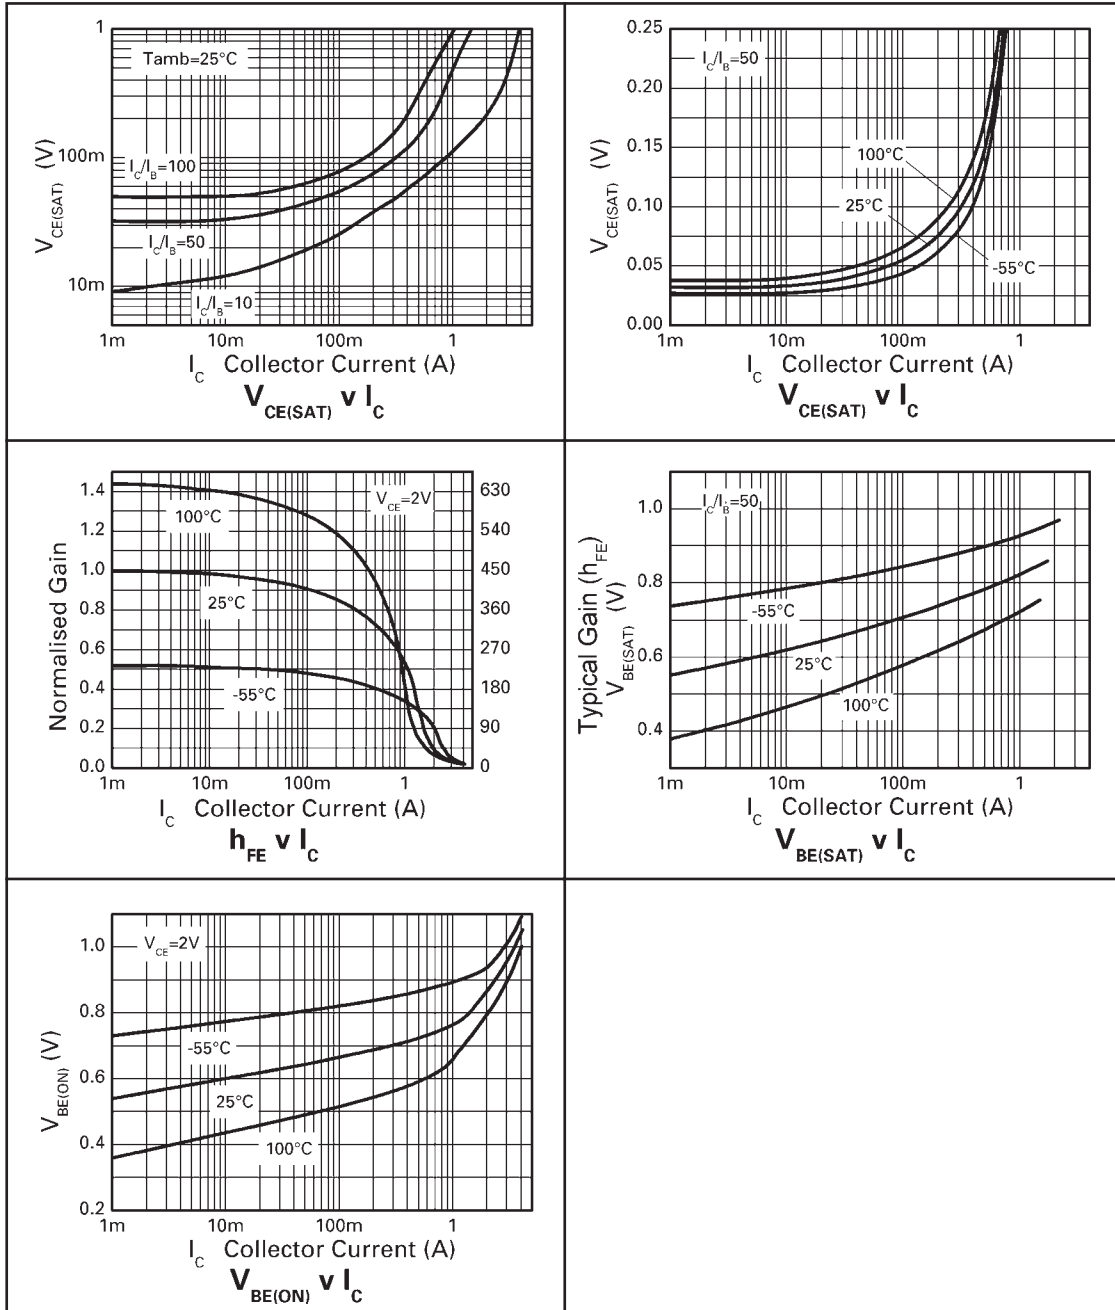 1
100m
10m
V_CE(SAT) (V)
Tamb=25°C
I_C/I_B=100
I_C/I_B=50
I_C/I_B=10
1m 10m 100m 1
I_C Collector Current (A)
V_CE(SAT) v I_C
0.25
0.20
0.15
0.10
0.05
0.00
V_CE(SAT) (V)
I_C/I_B=50
100°C
25°C
-55°C
1m 10m 100m 1
I_C Collector Current (A)
V_CE(SAT) v I_C
1.4
1.2
1.0
0.8
0.6
0.4
0.2
0.0
Normalised Gain
V_CE=2V
100°C
25°C
-55°C
630
540
450
360
270
180
90
0
1m 10m 100m 1
I_C Collector Current (A)
h_FE v I_C
Typical Gain (h_FE)
V_BE(SAT) (V)
1.0
0.8
0.6
0.4
I_C/I_B=50
-55°C
25°C
100°C
1m 10m 100m 1
I_C Collector Current (A)
V_BE(SAT) v I_C
1.0
0.8
0.6
0.4
0.2
V_BE(ON) (V)
V_CE=2V
-55°C
25°C
100°C
1m 10m 100m 1
I_C Collector Current (A)
V_BE(ON) v I_C